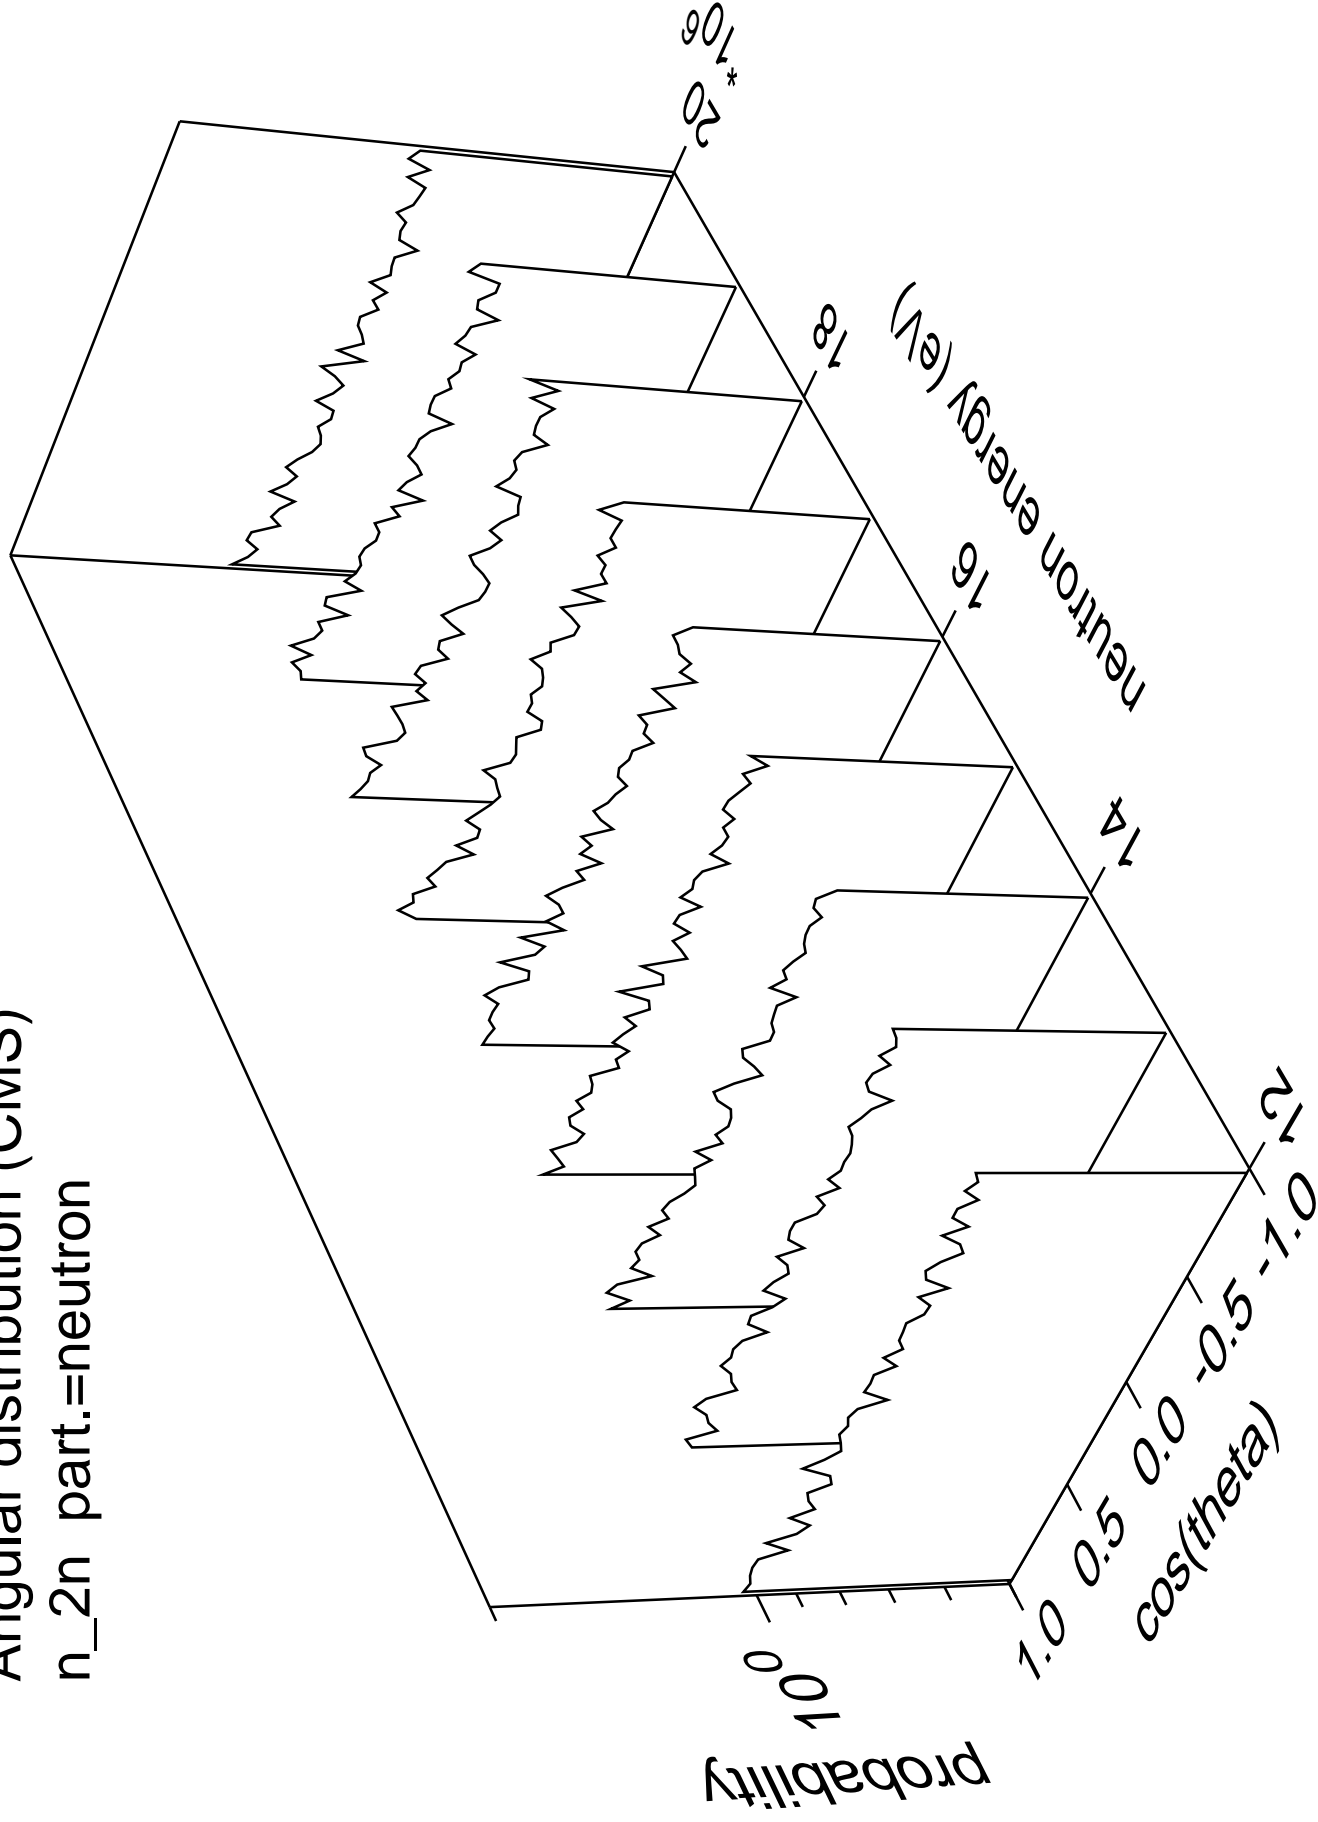 Angular distribution (CMS)
n_2n part.=neutron
probability
10 0
1.0 0.5 0.0 -0.5 -1.0
cos(theta)
12 14 16 18 20
* 10 6
neutron energy (eV)